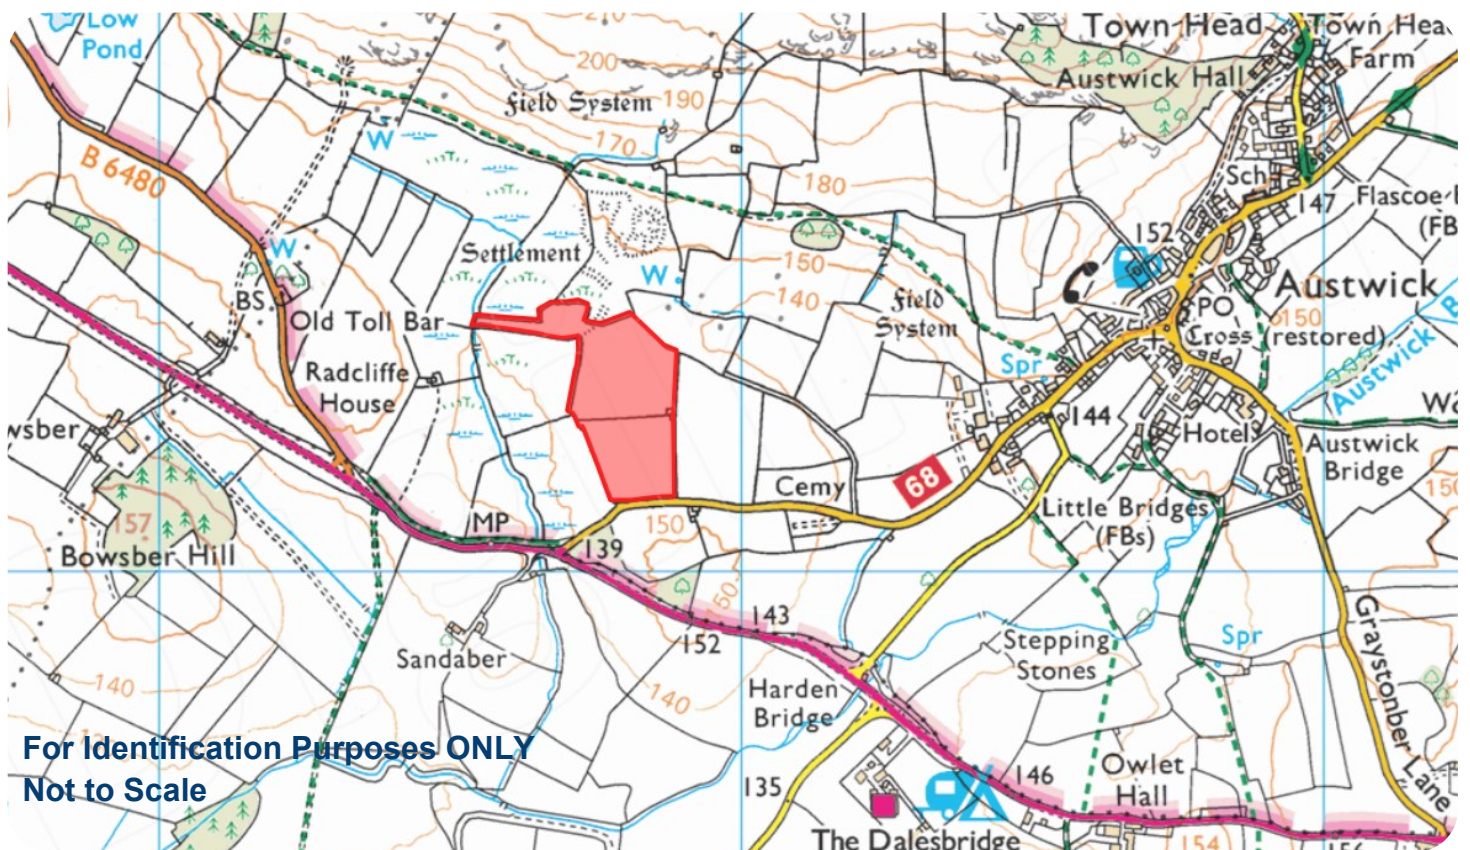 Low
Pond
210
200
Field System
190
170
180
W
B 6480
Settlement
W
W
150
140
Field
System
BS
Old Toll Bar
Radcliffe
House
wsber
157
Bowsber Hill
MP
139
150
Cemy
68
Sandaber
140
152
143
140
Harden
Bridge
135
146
Owlet
Hall
The Dalesbridge
154
156
Stepping
Stones
Spr
Little Bridges
(FBs)
144
Hotel
Austwick
Bridge
Graystonber Lane
Spr
PO
Cross (restored)
150
Austwick B
Austwick
152
147
Sch
Flascoe B
(FB
Town Head
Town Hea
Farm
Austwick Hall
For Identification Purposes ONLY
Not to Scale